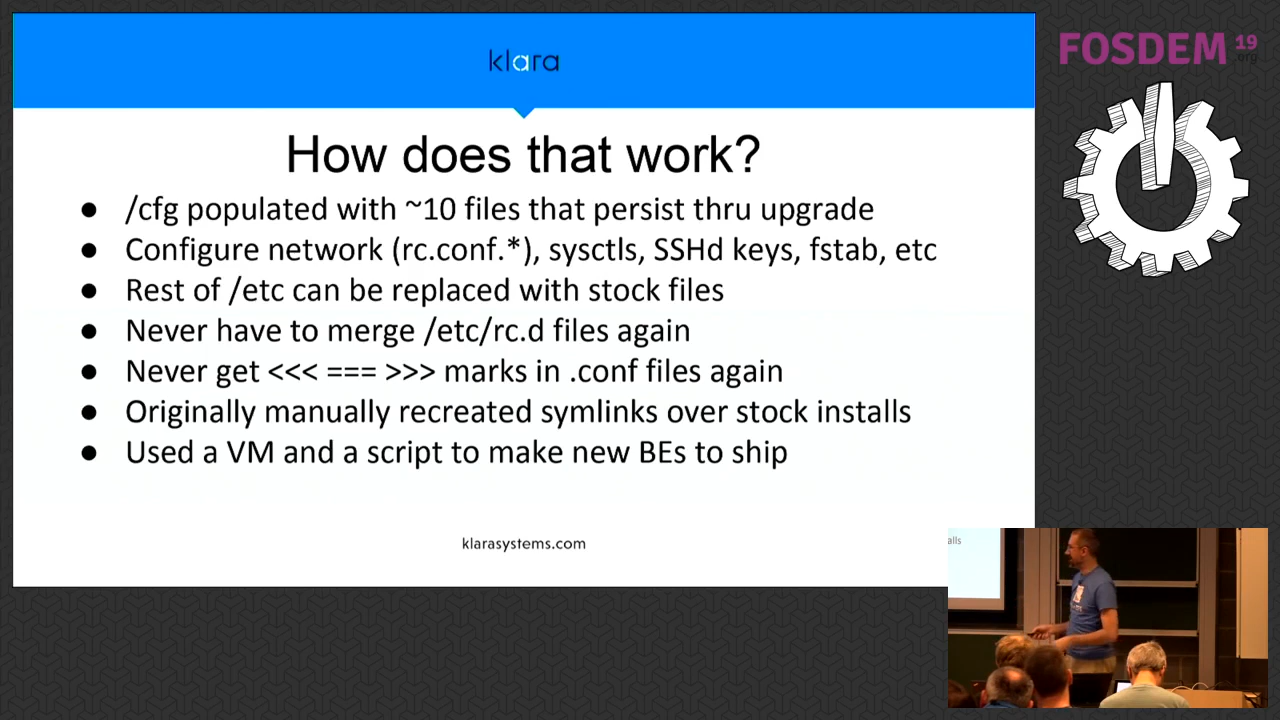 klara
FOSDEM 19
.org
How does that work?
● /cfg populated with ~10 files that persist thru upgrade
● Configure network (rc.conf.*), sysctls, SSHd keys, fstab, etc
● Rest of /etc can be replaced with stock files
● Never have to merge /etc/rc.d files again
● Never get <<< === >>> marks in .conf files again
● Originally manually recreated symlinks over stock installs
● Used a VM and a script to make new BEs to ship
klarasystems.com
alls